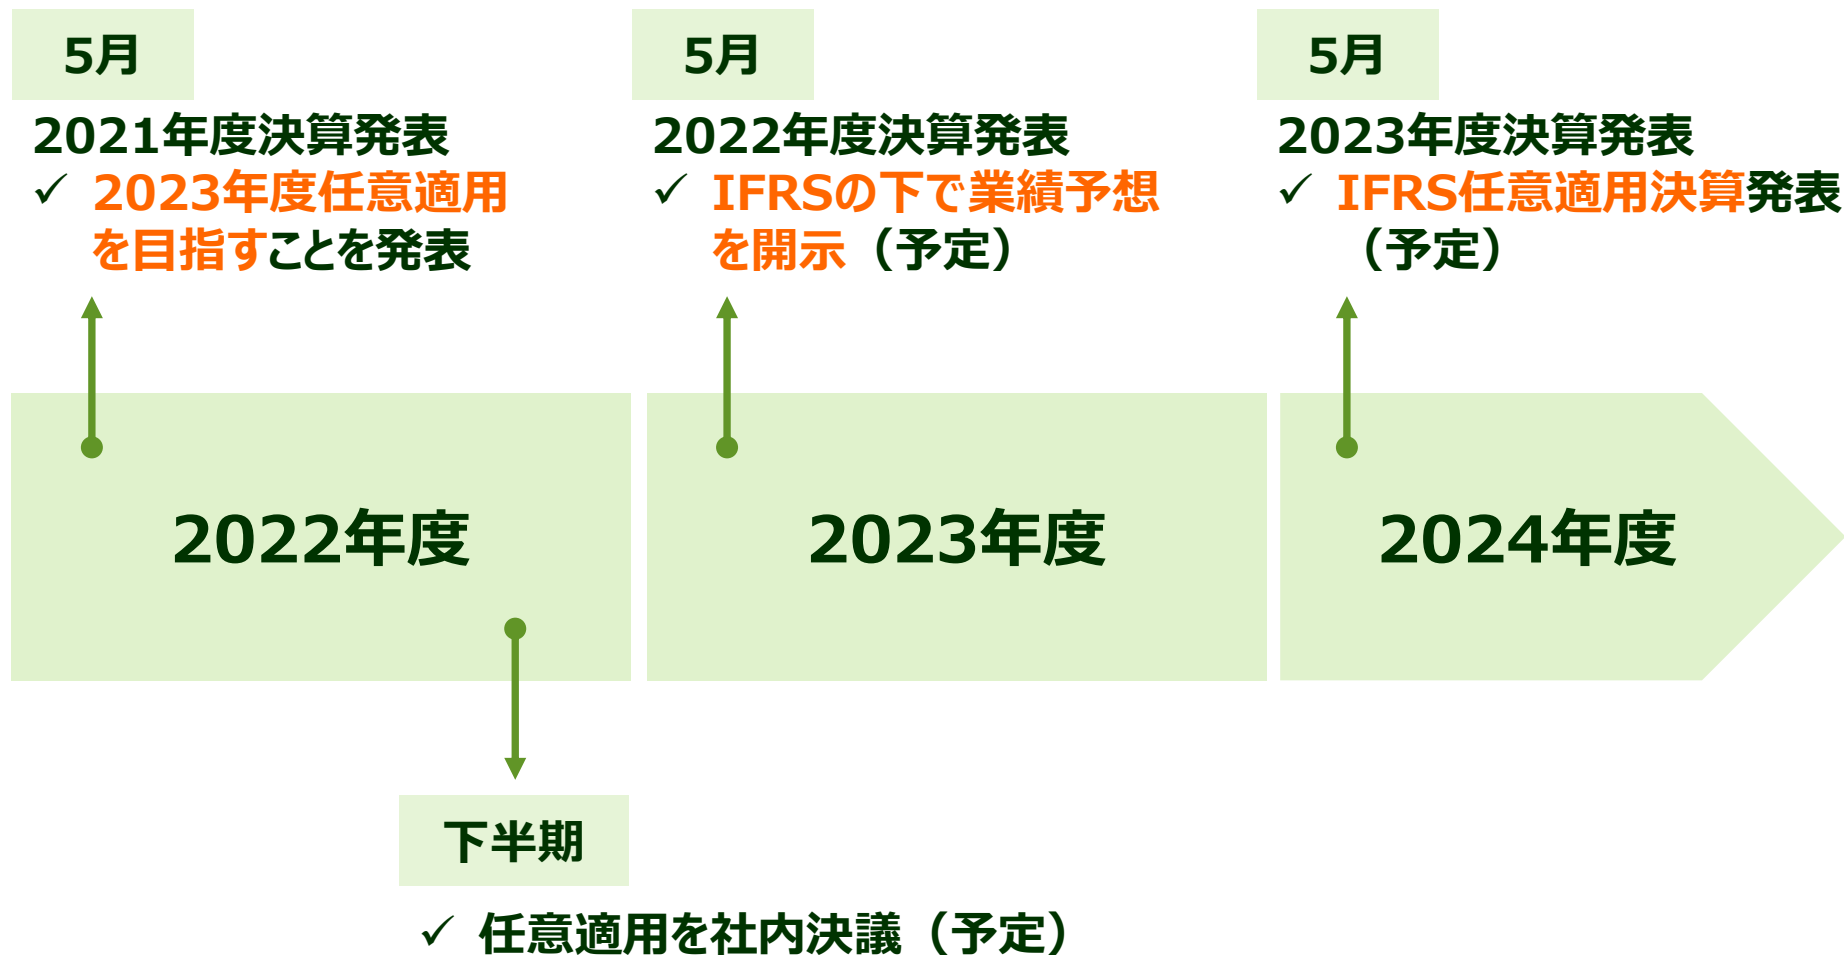 5月
2021年度決算発表
✓ 2023年度任意適用
を目指すことを発表
5月
2022年度決算発表
✓ IFRSの下で業績予想
を開示（予定）
5月
2023年度決算発表
✓ IFRS任意適用決算発表
（予定）
2022年度
2023年度
2024年度
下半期
✓ 任意適用を社内決議（予定）